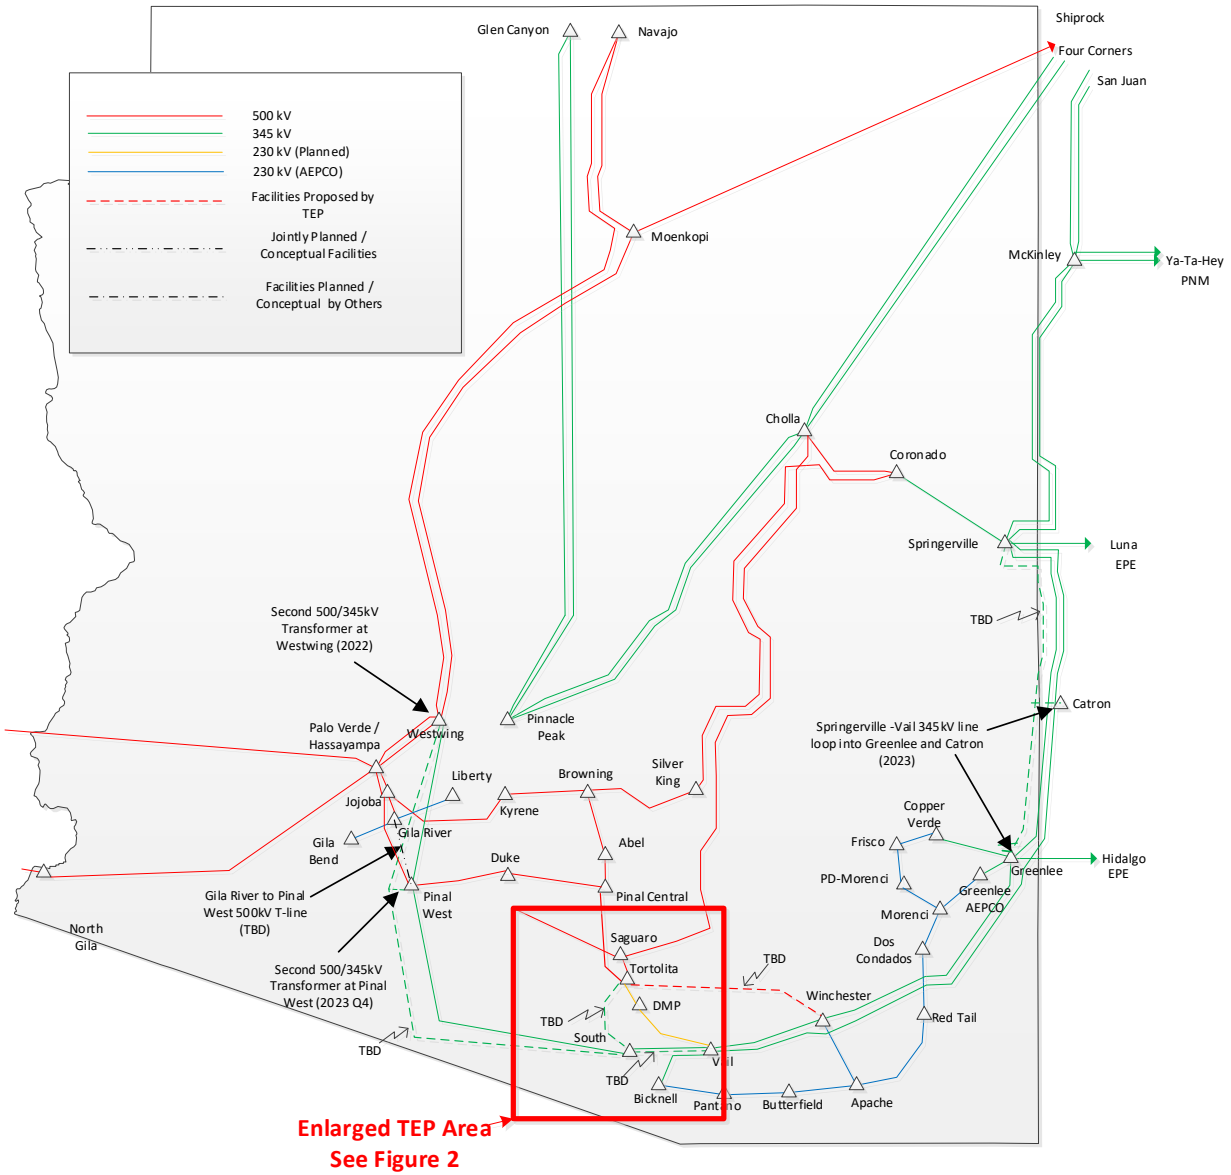 Shiprock
Glen Canyon
Navajo
Four Corners
San Juan
500 kV
345 kV
230 kV (Planned)
230 kV (AEPCO)
Facilities Proposed by
TEP
Jointly Planned /
Conceptual Facilities
Facilities Planned /
Conceptual by Others
Moenkopi
McKinley
Ya-Ta-Hey
PNM
Cholla
Coronado
Springerville
Luna
EPE
TBD
Second 500/345kV
Transformer at
Westwing (2022)
Catron
Springerville -Vail 345kV line
loop into Greenlee and Catron
(2023)
Palo Verde /
Hassayampa
Westwing
Pinnacle
Peak
Liberty
Browning
Silver
King
Jojoba
Kyrene
Copper
Verde
Gila River
Gila
Bend
Abel
Frisco
Greenlee
Hidalgo
EPE
Duke
PD-Morenci
Greenlee
AEPCO
Gila River to Pinal
West 500kV T-line
(TBD)
Pinal
West
Pinal Central
Morenci
North
Gila
Saguaro
Dos
Condados
Second 500/345kV
Transformer at Pinal
West (2023 Q4)
Tortolita
TBD
DMP
Winchester
Red Tail
TBD
South
TBD
Vail
TBD
Bicknell
Pantano
Butterfield
Apache
Enlarged TEP Area
See Figure 2